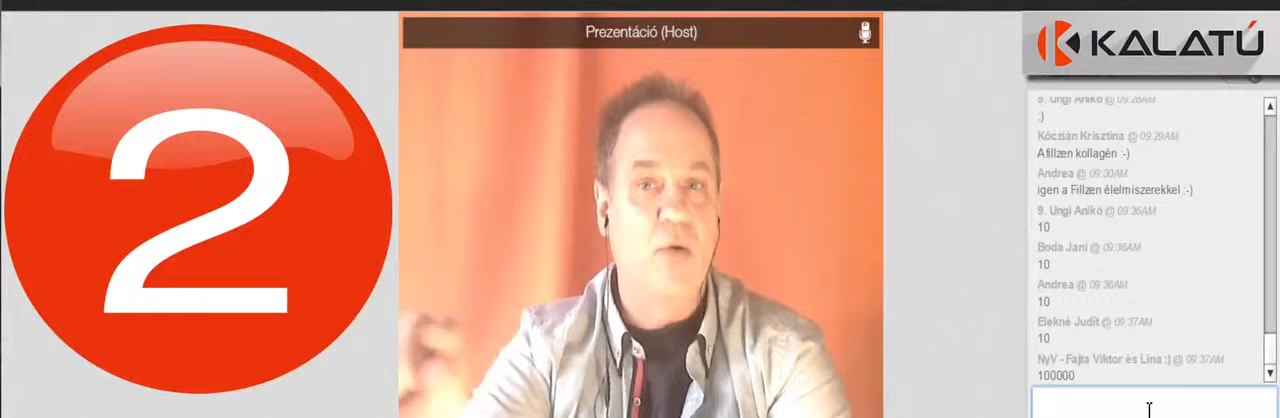 2
Prezentáció (Host)
KALATÚ
9. Ungi Anikó @ 09:28AM
:)
Kóczián Krisztina @ 09:29AM
Afillzen kollagén :-)
Andrea @ 09:30AM
igen a Fillzen élelmiszerekkel :-)
9. Ungi Anikó @ 09:36AM
10
Boda Jani @ 09:36AM
10
Andrea @ 09:36AM
10
Elekné Judit @ 09:37AM
10
NyV - Fajta Viktor és Lina :) @ 09:37AM
100000